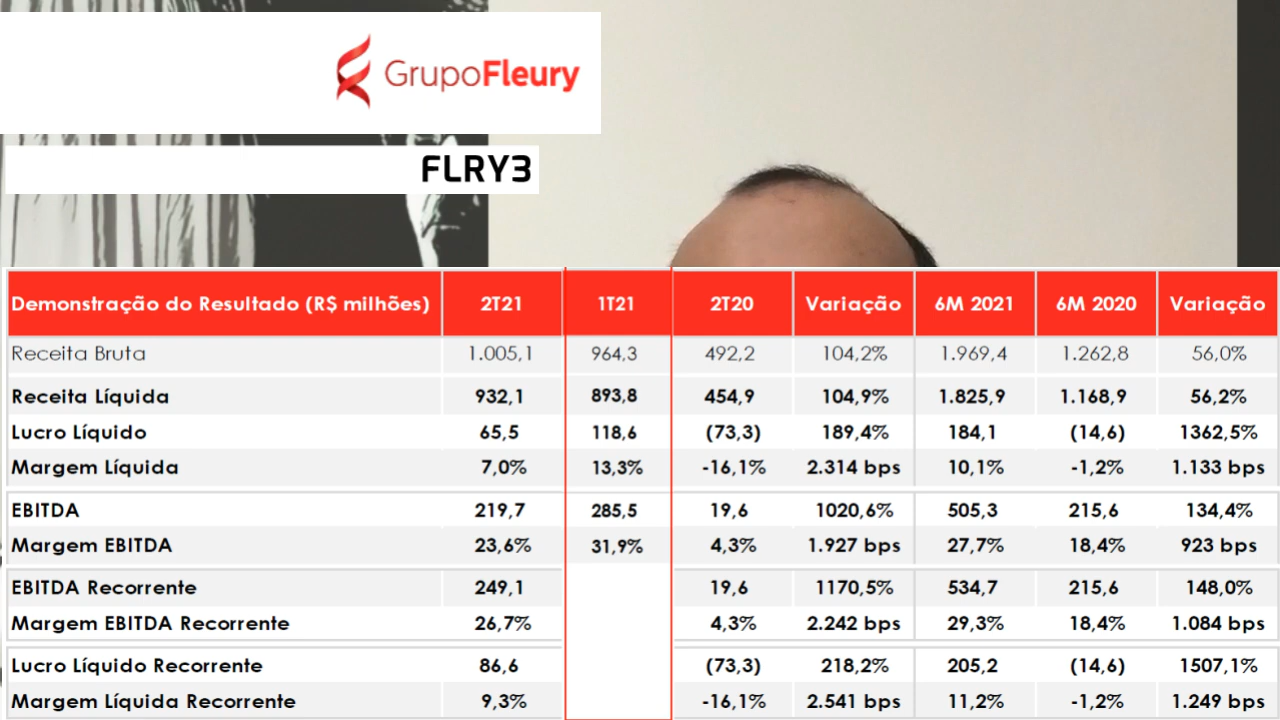 GrupoFleury
FLRY3
Demonstração do Resultado (R$ milhões) 2T21 1T21 2T20 Variação 6M 2021 6M 2020 Variação
Receita Bruta 1.005,1 964,3 492,2 104,2% 1.969,4 1.262,8 56,0%
Receita Líquida 932,1 893,8 454,9 104,9% 1.825,9 1.168,9 56,2%
Lucro Líquido 65,5 118,6 (73,3) 189,4% 184,1 (14,6) 1362,5%
Margem Líquida 7,0% 13,3% -16,1% 2.314 bps 10,1% -1,2% 1.133 bps
EBITDA 219,7 285,5 19,6 1020,6% 505,3 215,6 134,4%
Margem EBITDA 23,6% 31,9% 4,3% 1.927 bps 27,7% 18,4% 923 bps
EBITDA Recorrente 249,1 19,6 1170,5% 534,7 215,6 148,0%
Margem EBITDA Recorrente 26,7% 4,3% 2.242 bps 29,3% 18,4% 1.084 bps
Lucro Líquido Recorrente 86,6 (73,3) 218,2% 205,2 (14,6) 1507,1%
Margem Líquida Recorrente 9,3% -16,1% 2.541 bps 11,2% -1,2% 1.249 bps